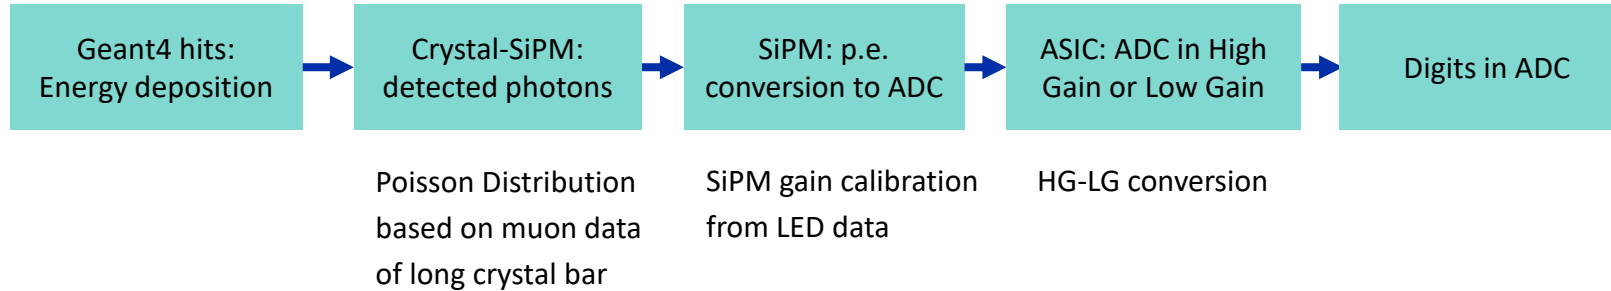 Geant4 hits:
Energy deposition
Crystal-SiPM:
detected photons
SiPM: p.e.
conversion to ADC
ASIC: ADC in High
Gain or Low Gain
Digits in ADC
Poisson Distribution
based on muon data
of long crystal bar
SiPM gain calibration
from LED data
HG-LG conversion